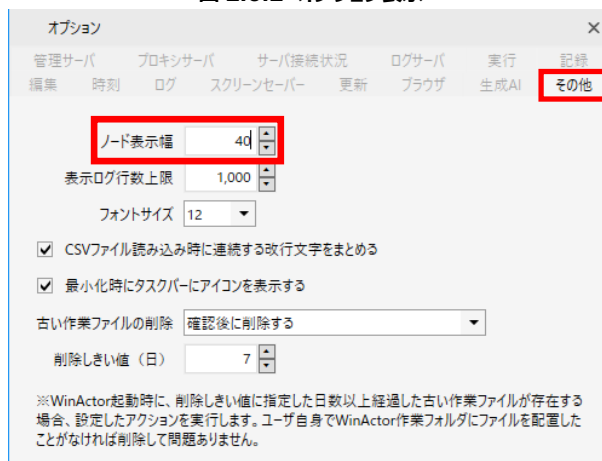 オプション
管理サーバ プロキシサーバ サーバ接続状況 ログサーバ 実行 記録
編集 時刻 ログ スクリーンセーバー 更新 ブラウザ 生成AI その他
ノード表示幅 40
表示ログ行数上限 1,000
フォントサイズ 12
CSVファイル読み込み時に連続する改行文字をまとめる
最小化時にタスクバーにアイコンを表示する
古い作業ファイルの削除 確認後に削除する
削除しきい値（日） 7
※WinActor起動時に、削除しきい値に指定した日数以上経過した古い作業ファイルが存在する
場合、設定したアクションを実行します。ユーザ自身でWinActor作業フォルダにファイルを配置した
ことがなければ削除して問題ありません。